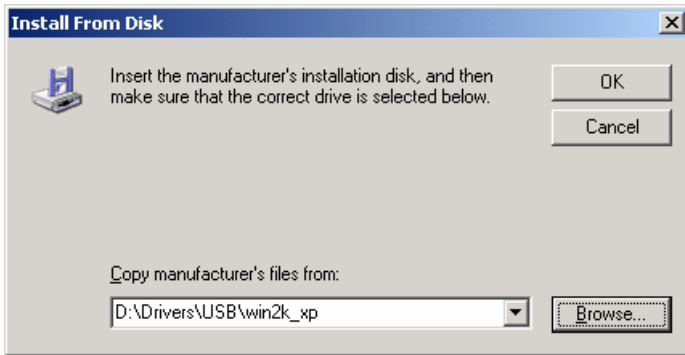 Install From Disk
Insert the manufacturer's installation disk, and then
make sure that the correct drive is selected below.
OK
Cancel
Copy manufacturer's files from:
D:\Drivers\USB\win2k_xp
Browse...